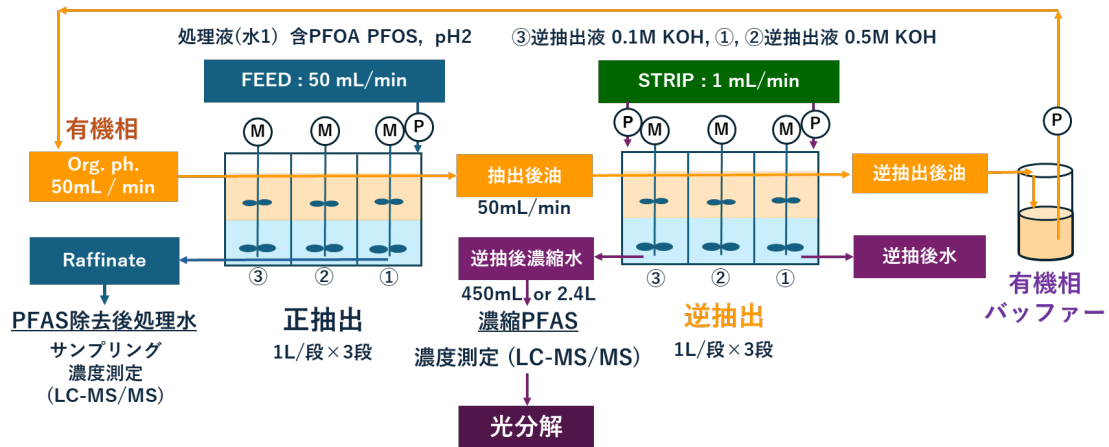 処理液(水1) 含PFOA PFOS, pH2
③逆抽出液 0.1M KOH, ①, ②逆抽出液 0.5M KOH
FEED : 50 mL/min
STRIP : 1 mL/min
有機相
M
M
M
P
P
M
M
M
P
P
Org. ph.
50mL / min
抽出後油
50mL/min
逆抽出後油
Raffinate
逆抽後濃縮水
逆抽後水
③
②
①
③
②
①
450mL or 2.4L
有機相
バッファー
PFAS除去後処理水
サンプリング
濃度測定
(LC-MS/MS)
正抽出
1L/段×3段
濃縮PFAS
濃度測定 (LC-MS/MS)
逆抽出
1L/段×3段
光分解